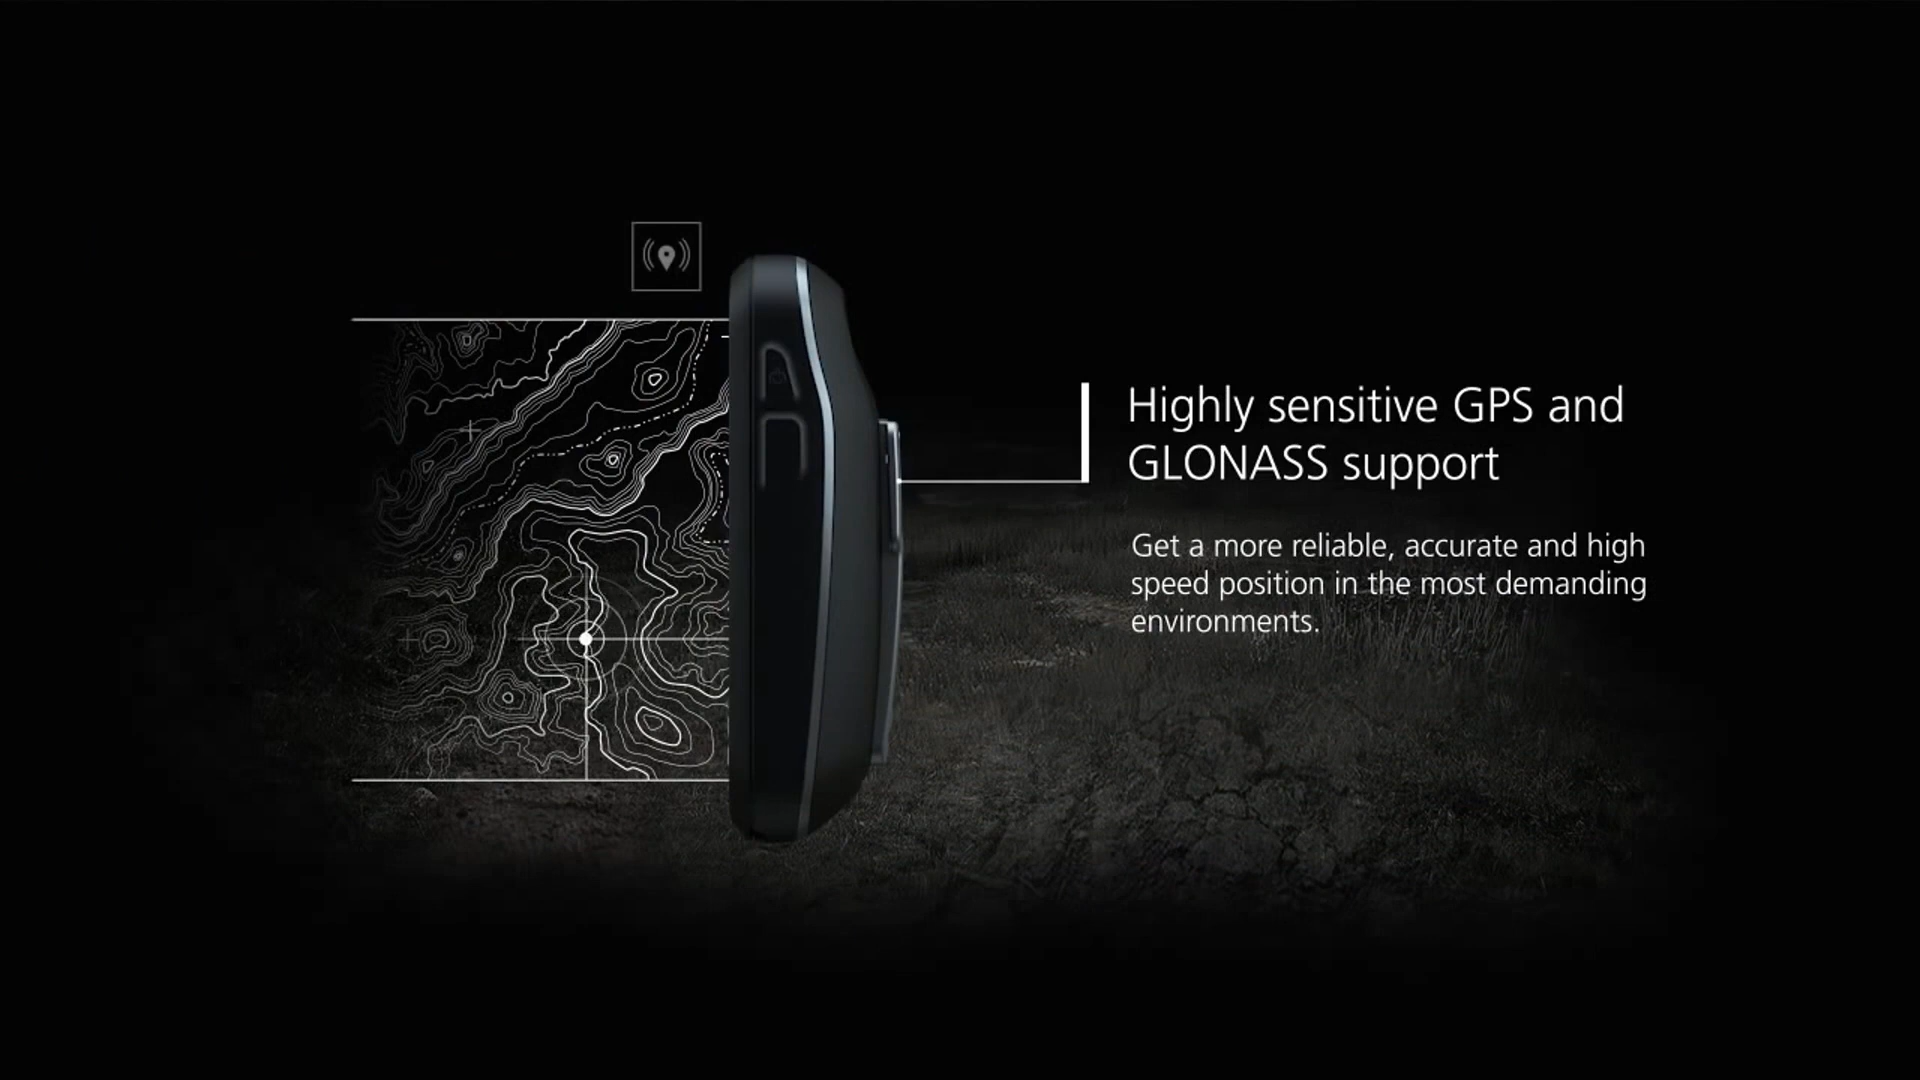 Highly sensitive GPS and
GLONASS support
Get a more reliable, accurate and high
speed position in the most demanding
environments.